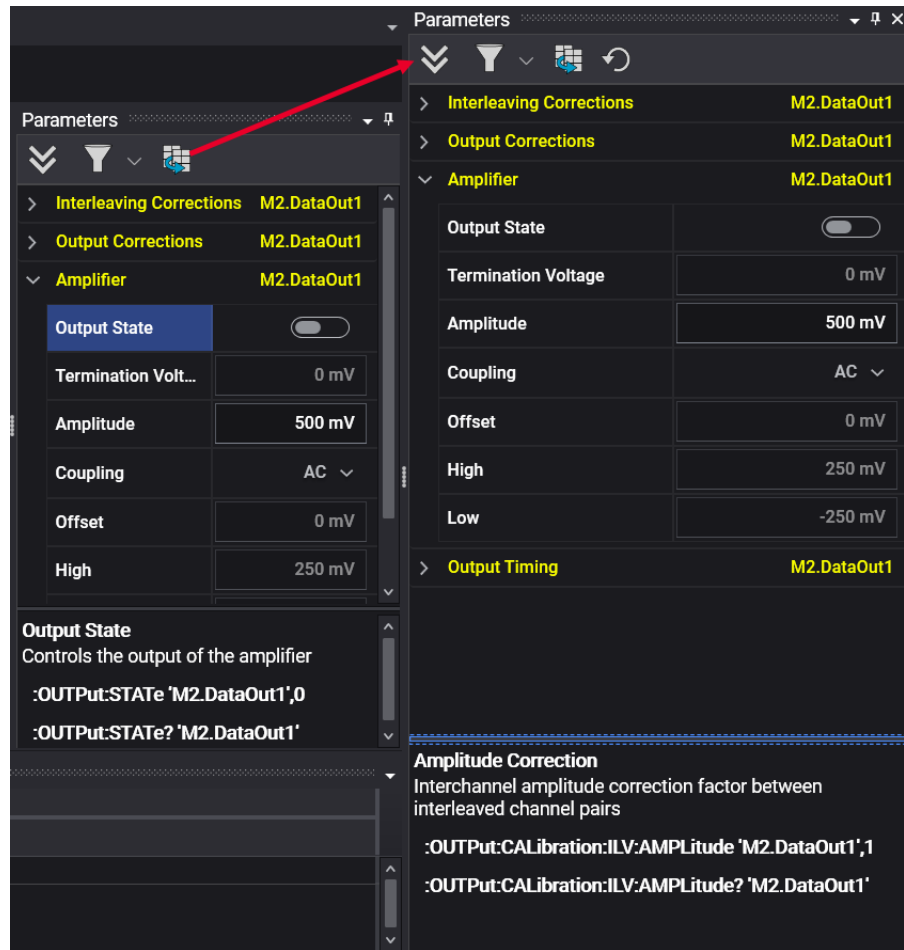 Parameters
Interleaving Corrections M2.DataOut1
Output Corrections M2.DataOut1
Amplifier M2.DataOut1
Output State
Termination Volt...  0 mV
Amplitude 500 mV
Coupling AC
Offset 0 mV
High 250 mV
Output State
Controls the output of the amplifier
:OUTPut:STATe 'M2.DataOut1',0
:OUTPut:STATe? 'M2.DataOut1'
Parameters
Interleaving Corrections M2.DataOut1
Output Corrections M2.DataOut1
Amplifier M2.DataOut1
Output State
Termination Voltage 0 mV
Amplitude 500 mV
Coupling AC
Offset 0 mV
High 250 mV
Low -250 mV
Output Timing M2.DataOut1
Amplitude Correction
Interchannel amplitude correction factor between
interleaved channel pairs
:OUTPut:CALibration:ILV:AMPLitude 'M2.DataOut1',1
:OUTPut:CALibration:ILV:AMPLitude? 'M2.DataOut1'